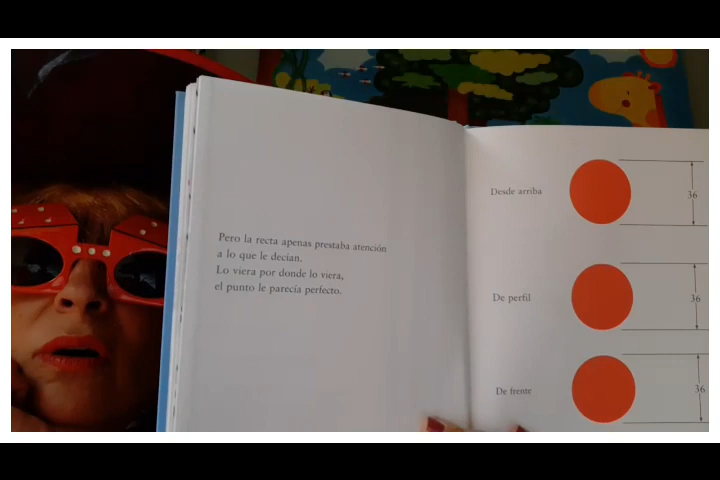 Pero la recta apenas prestaba atención
a lo que le decían.
Lo viera por donde lo viera,
el punto le parecía perfecto.
Desde arriba
36
De perfil
36
De frente
36